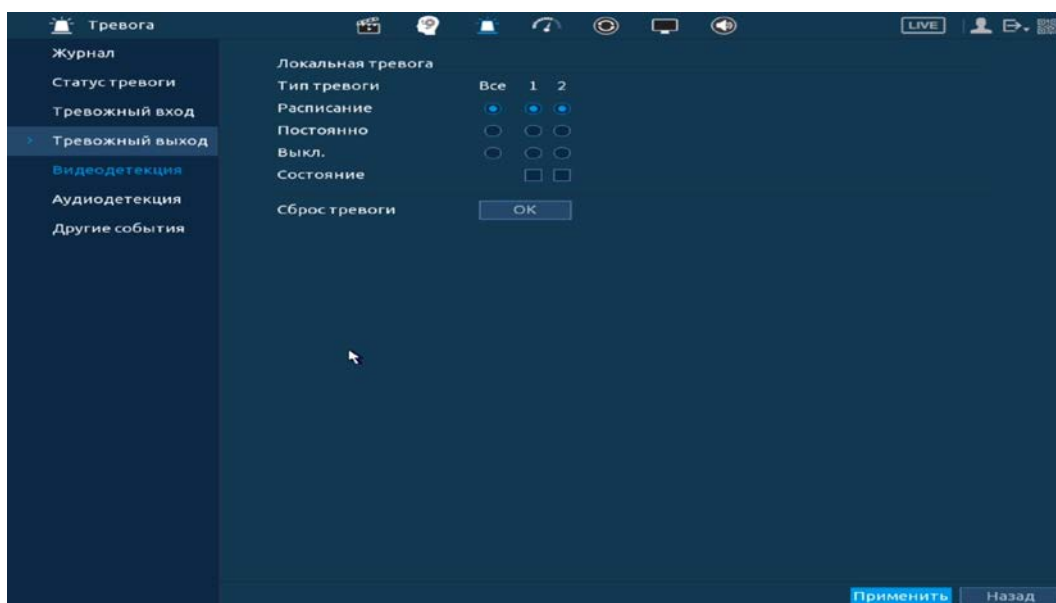 Тревога
LIVE
Журнал
Статус тревоги
Тревожный вход
Тревожный выход
Видеодетекция
Аудиодетекция
Другие события
Локальная тревога
Тип тревоги Все 1 2
Расписание
Постоянно
Выкл.
Состояние
Сброс тревоги OK
Применить Назад